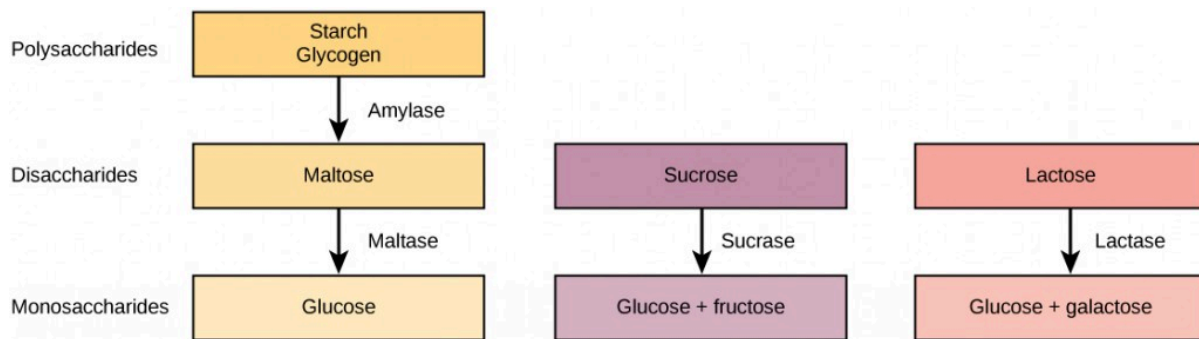 Polysaccharides
Starch
Glycogen
Amylase
Disaccharides
Maltose
Sucrose
Lactose
Maltase
Sucrase
Lactase
Monosaccharides
Glucose
Glucose + fructose
Glucose + galactose